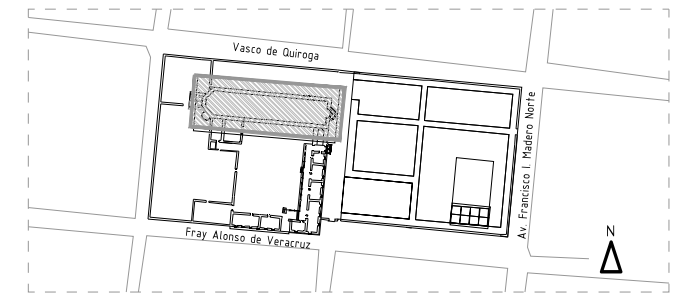 Vasco de Quiroga
Av. Francisco I. Madero Norte
Fray Alonso de Veracruz
N